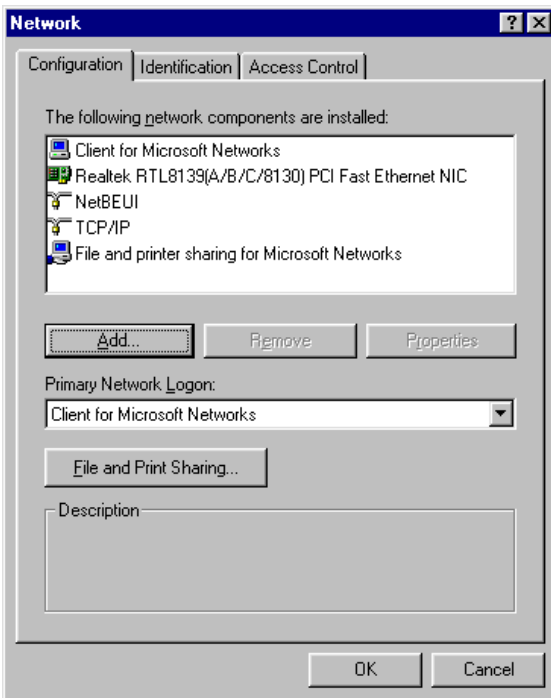 Network
Configuration Identification Access Control
The following network components are installed:
Client for Microsoft Networks
Realtek RTL8139(A/B/C/8130) PCI Fast Ethernet NIC
NetBEUI
TCP/IP
File and printer sharing for Microsoft Networks
Add... Remove Properties
Primary Network Logon:
Client for Microsoft Networks
File and Print Sharing...
Description
OK Cancel